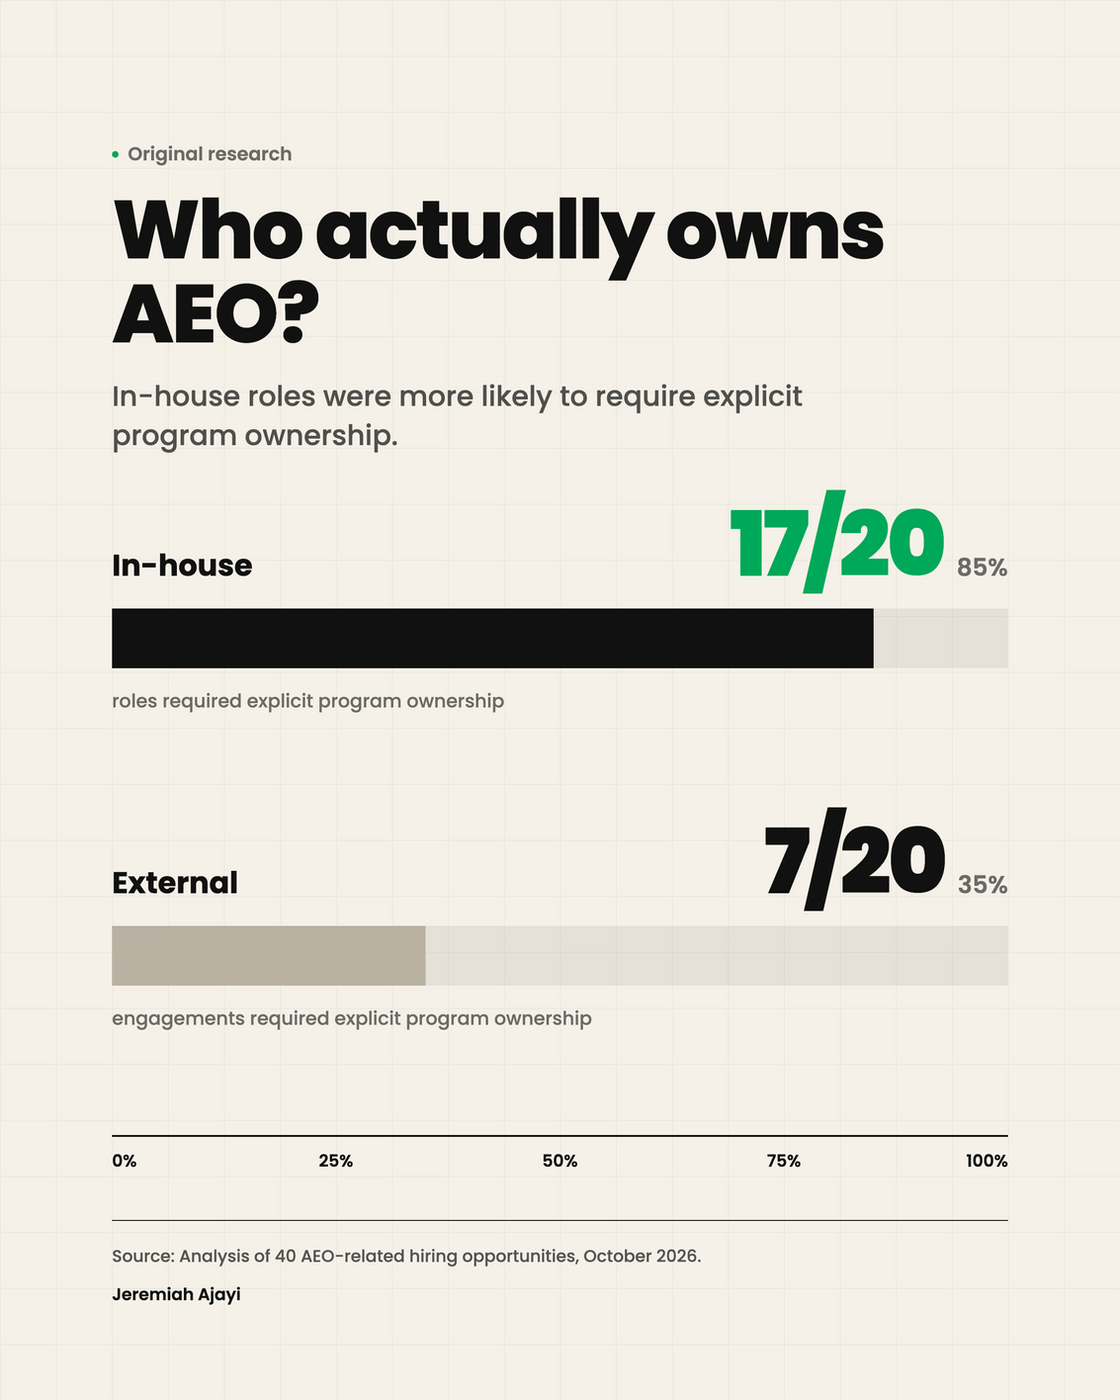 Original research
Who actually owns
AEO?
In-house roles were more likely to require explicit
program ownership.
In-house 17/20 85%
roles required explicit program ownership
External 7/20 35%
engagements required explicit program ownership
0% 25% 50% 75% 100%
Source: Analysis of 40 AEO-related hiring opportunities, October 2026.
Jeremiah Ajayi